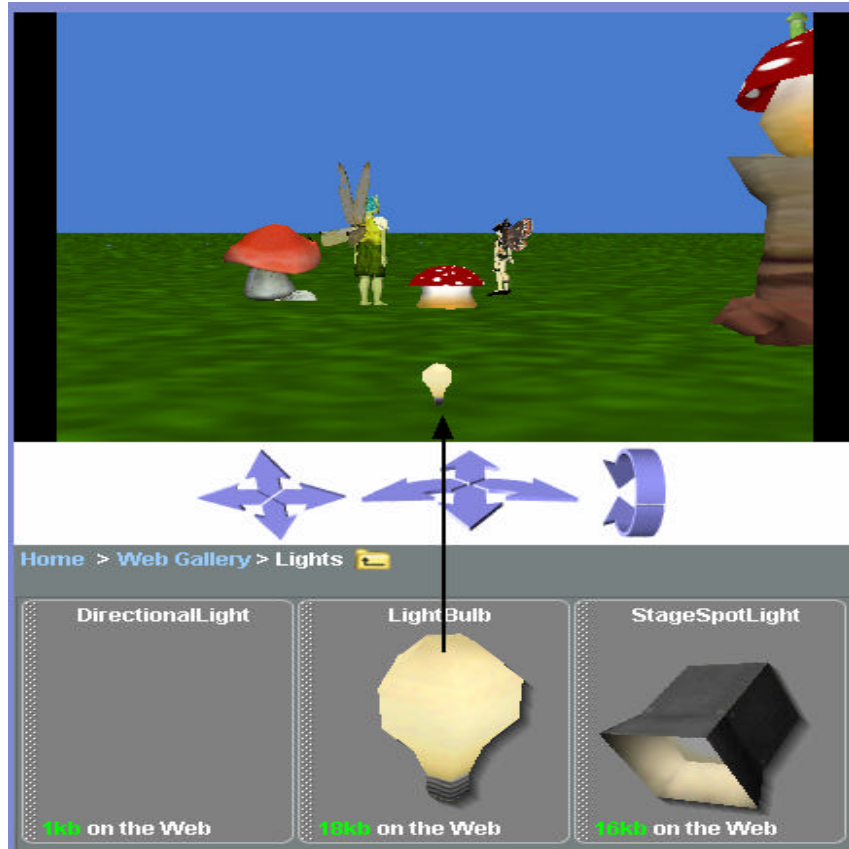 Home > Web Gallery > Lights
DirectionalLight
LightBulb
StageSpotLight
1kb on the Web
18kb on the Web
16kb on the Web